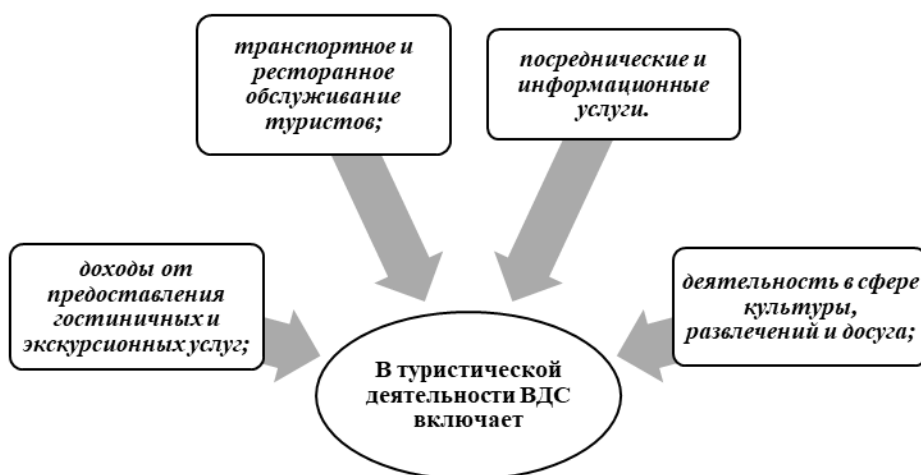 транспортное и
ресторанное
обслуживание
туристов;
посреднические и
информационные
услуги.
доходы от
предоставления
гостиничных и
экскурсионных услуг;
деятельность в сфере
культуры,
развлечений и досуга;
В туристической
деятельности ВДС
включает